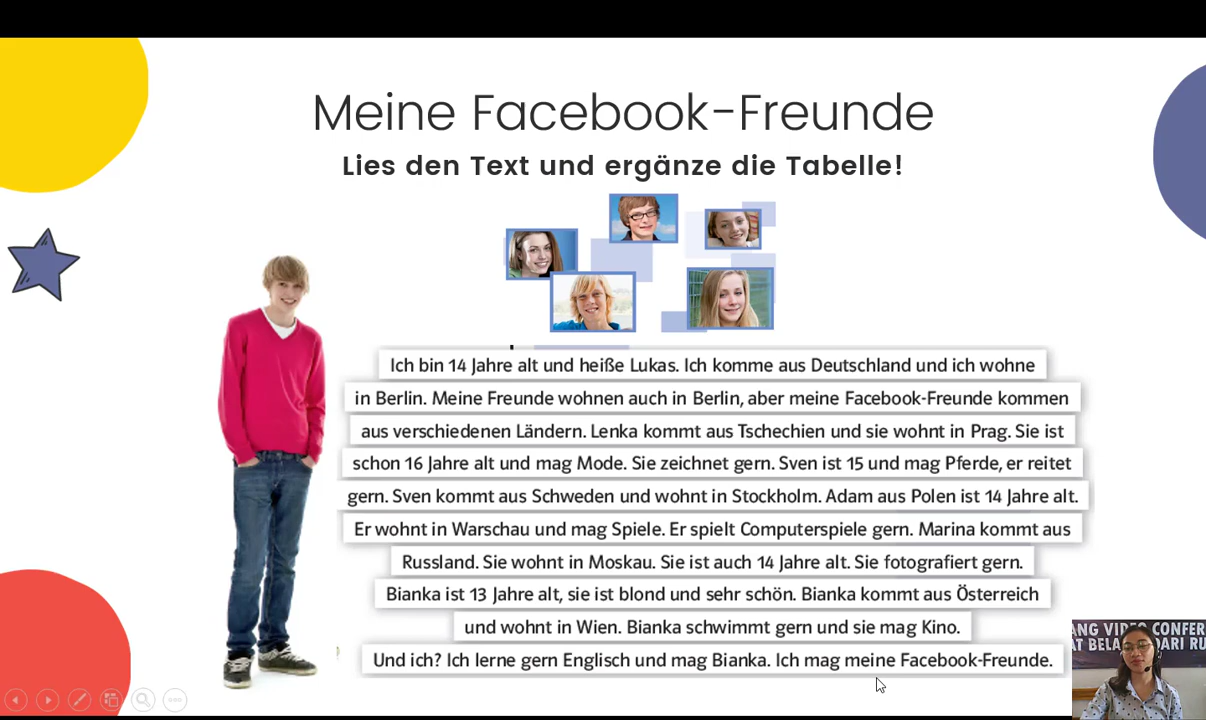 Meine Facebook-Freunde
Lies den Text und ergänze die Tabelle!
Ich bin 14 Jahre alt und heiße Lukas. Ich komme aus Deutschland und ich wohne
in Berlin. Meine Freunde wohnen auch in Berlin, aber meine Facebook-Freunde kommen
aus verschiedenen Ländern. Lenka kommt aus Tschechien und sie wohnt in Prag. Sie ist
schon 16 Jahre alt und mag Mode. Sie zeichnet gern. Sven ist 15 und mag Pferde, er reitet
gern. Sven kommt aus Schweden und wohnt in Stockholm. Adam aus Polen ist 14 Jahre alt.
Er wohnt in Warschau und mag Spiele. Er spielt Computerspiele gern. Marina kommt aus
Russland. Sie wohnt in Moskau. Sie ist auch 14 Jahre alt. Sie fotografiert gern.
Bianka ist 13 Jahre alt, sie ist blond und sehr schön. Bianka kommt aus Österreich
und wohnt in Wien. Bianka schwimmt gern und sie mag Kino.
Und ich? Ich lerne gern Englisch und mag Bianka. Ich mag meine Facebook-Freunde.
ANG VIDEO CONFER
AT BELA DARI RU